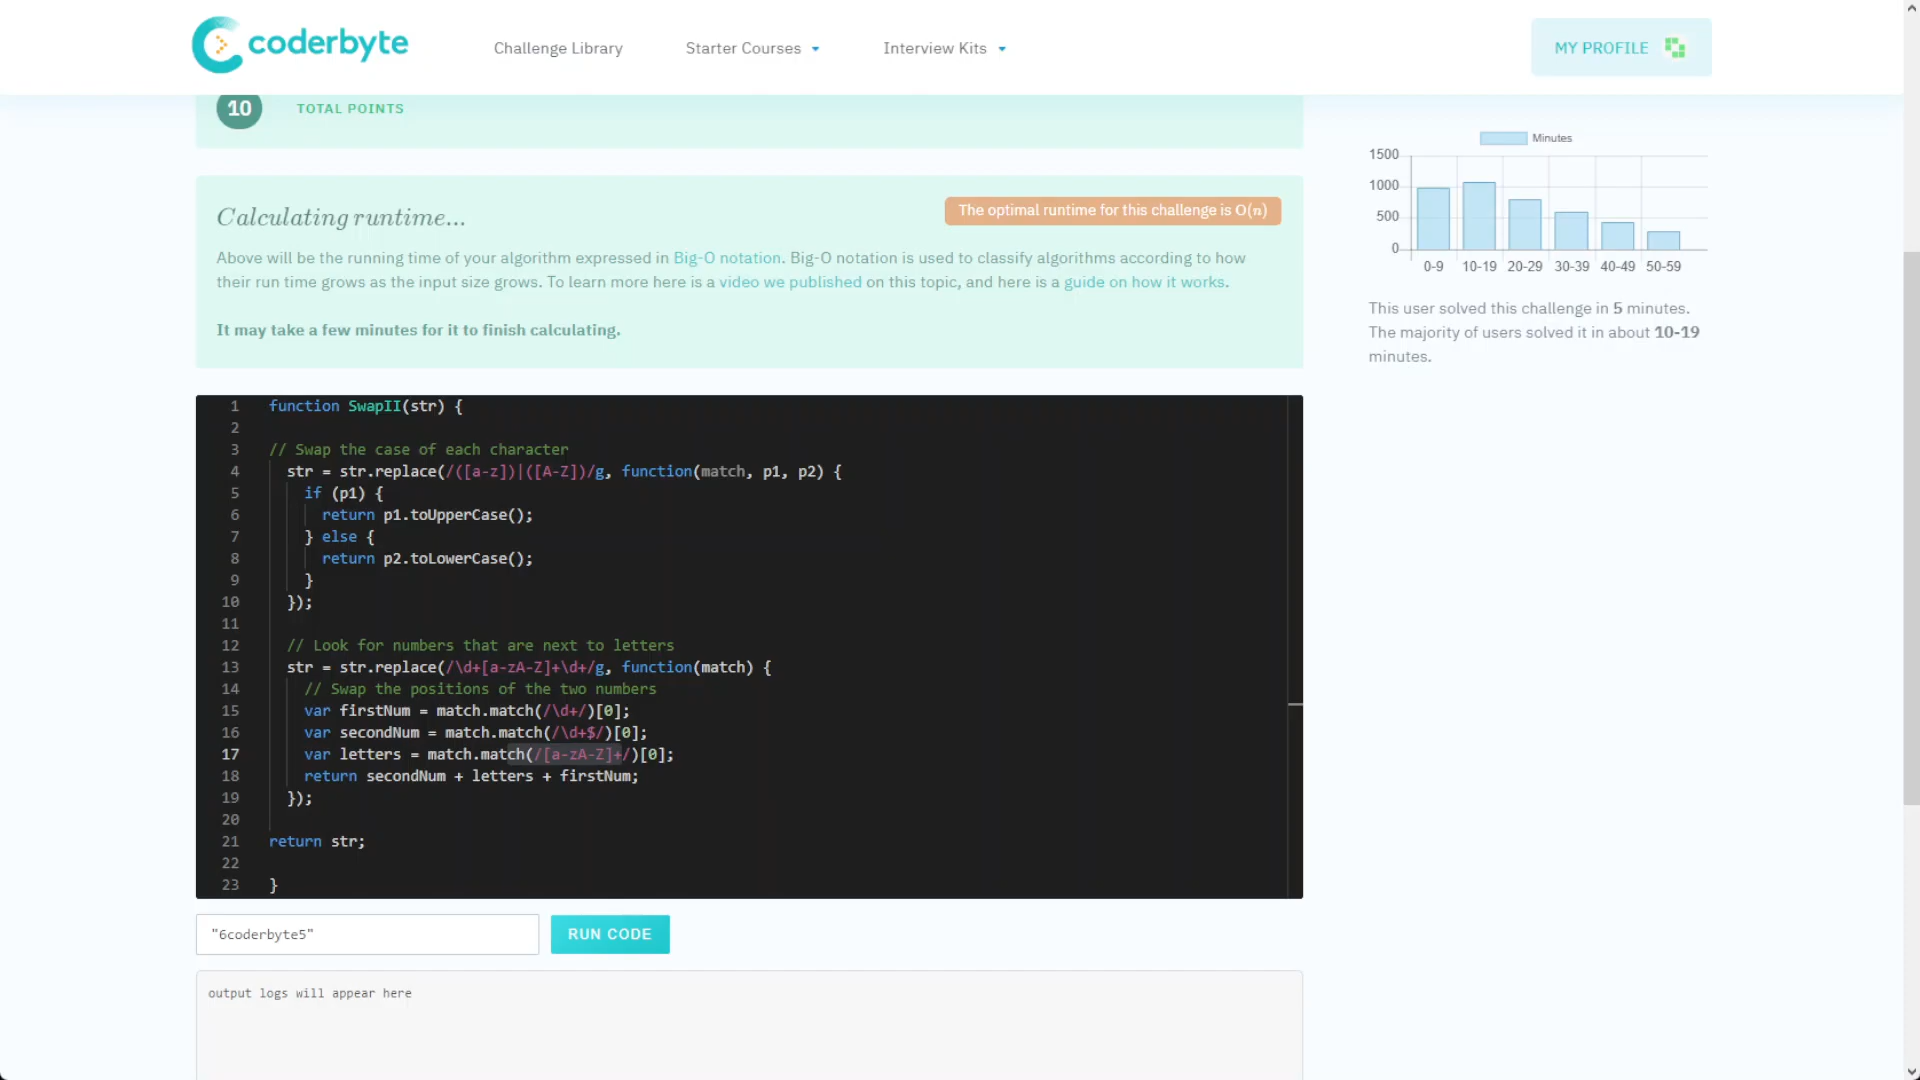 coderbyte
Challenge Library
Starter Courses
Interview Kits
MY PROFILE
10
TOTAL POINTS
Calculating runtime...
The optimal runtime for this challenge is O(n)
Above will be the running time of your algorithm expressed in Big-O notation. Big-O notation is used to classify algorithms according to how
their run time grows as the input size grows. To learn more here is a video we published on this topic, and here is a guide on how it works.
It may take a few minutes for it to finish calculating.
Minutes
1500
1000
500
0
0-9 10-19 20-29 30-39 40-49 50-59
This user solved this challenge in 5 minutes.
The majority of users solved it in about 10-19
minutes.
1 function SwapII(str) {
2
3 // Swap the case of each character
4 str = str.replace(/([a-z])|([A-Z])/g, function(match, p1, p2) {
5 if (p1) {
6 return p1.toUpperCase();
7 } else {
8 return p2.toLowerCase();
9 }
10 });
11
12 // Look for numbers that are next to letters
13 str = str.replace(/\d+[a-zA-Z]+\d+/g, function(match) {
14 // Swap the positions of the two numbers
15 var firstNum = match.match(/\d+/)[0];
16 var secondNum = match.match(/\d+$/)[0];
17 var letters = match.match(/[a-zA-Z]+/)[0];
18 return secondNum + letters + firstNum;
19 });
20
21 return str;
22
23 }
"6coderbyte5"
RUN CODE
output logs will appear here